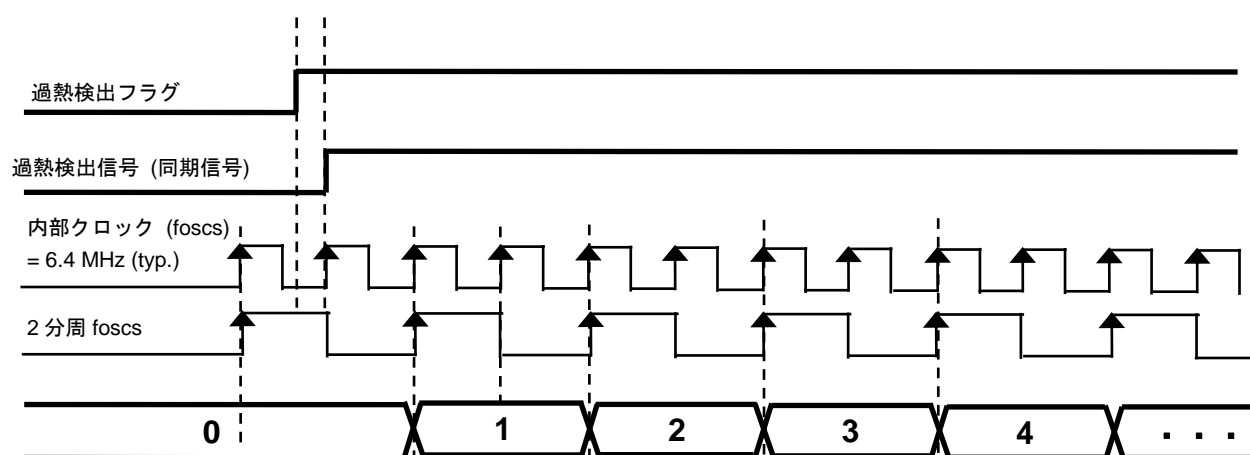 過熱検出フラグ
過熱検出信号 (同期信号)
内部クロック (foscs)
= 6.4 MHz (typ.)
2 分周 foscs
0 1 2 3 4 ・・・